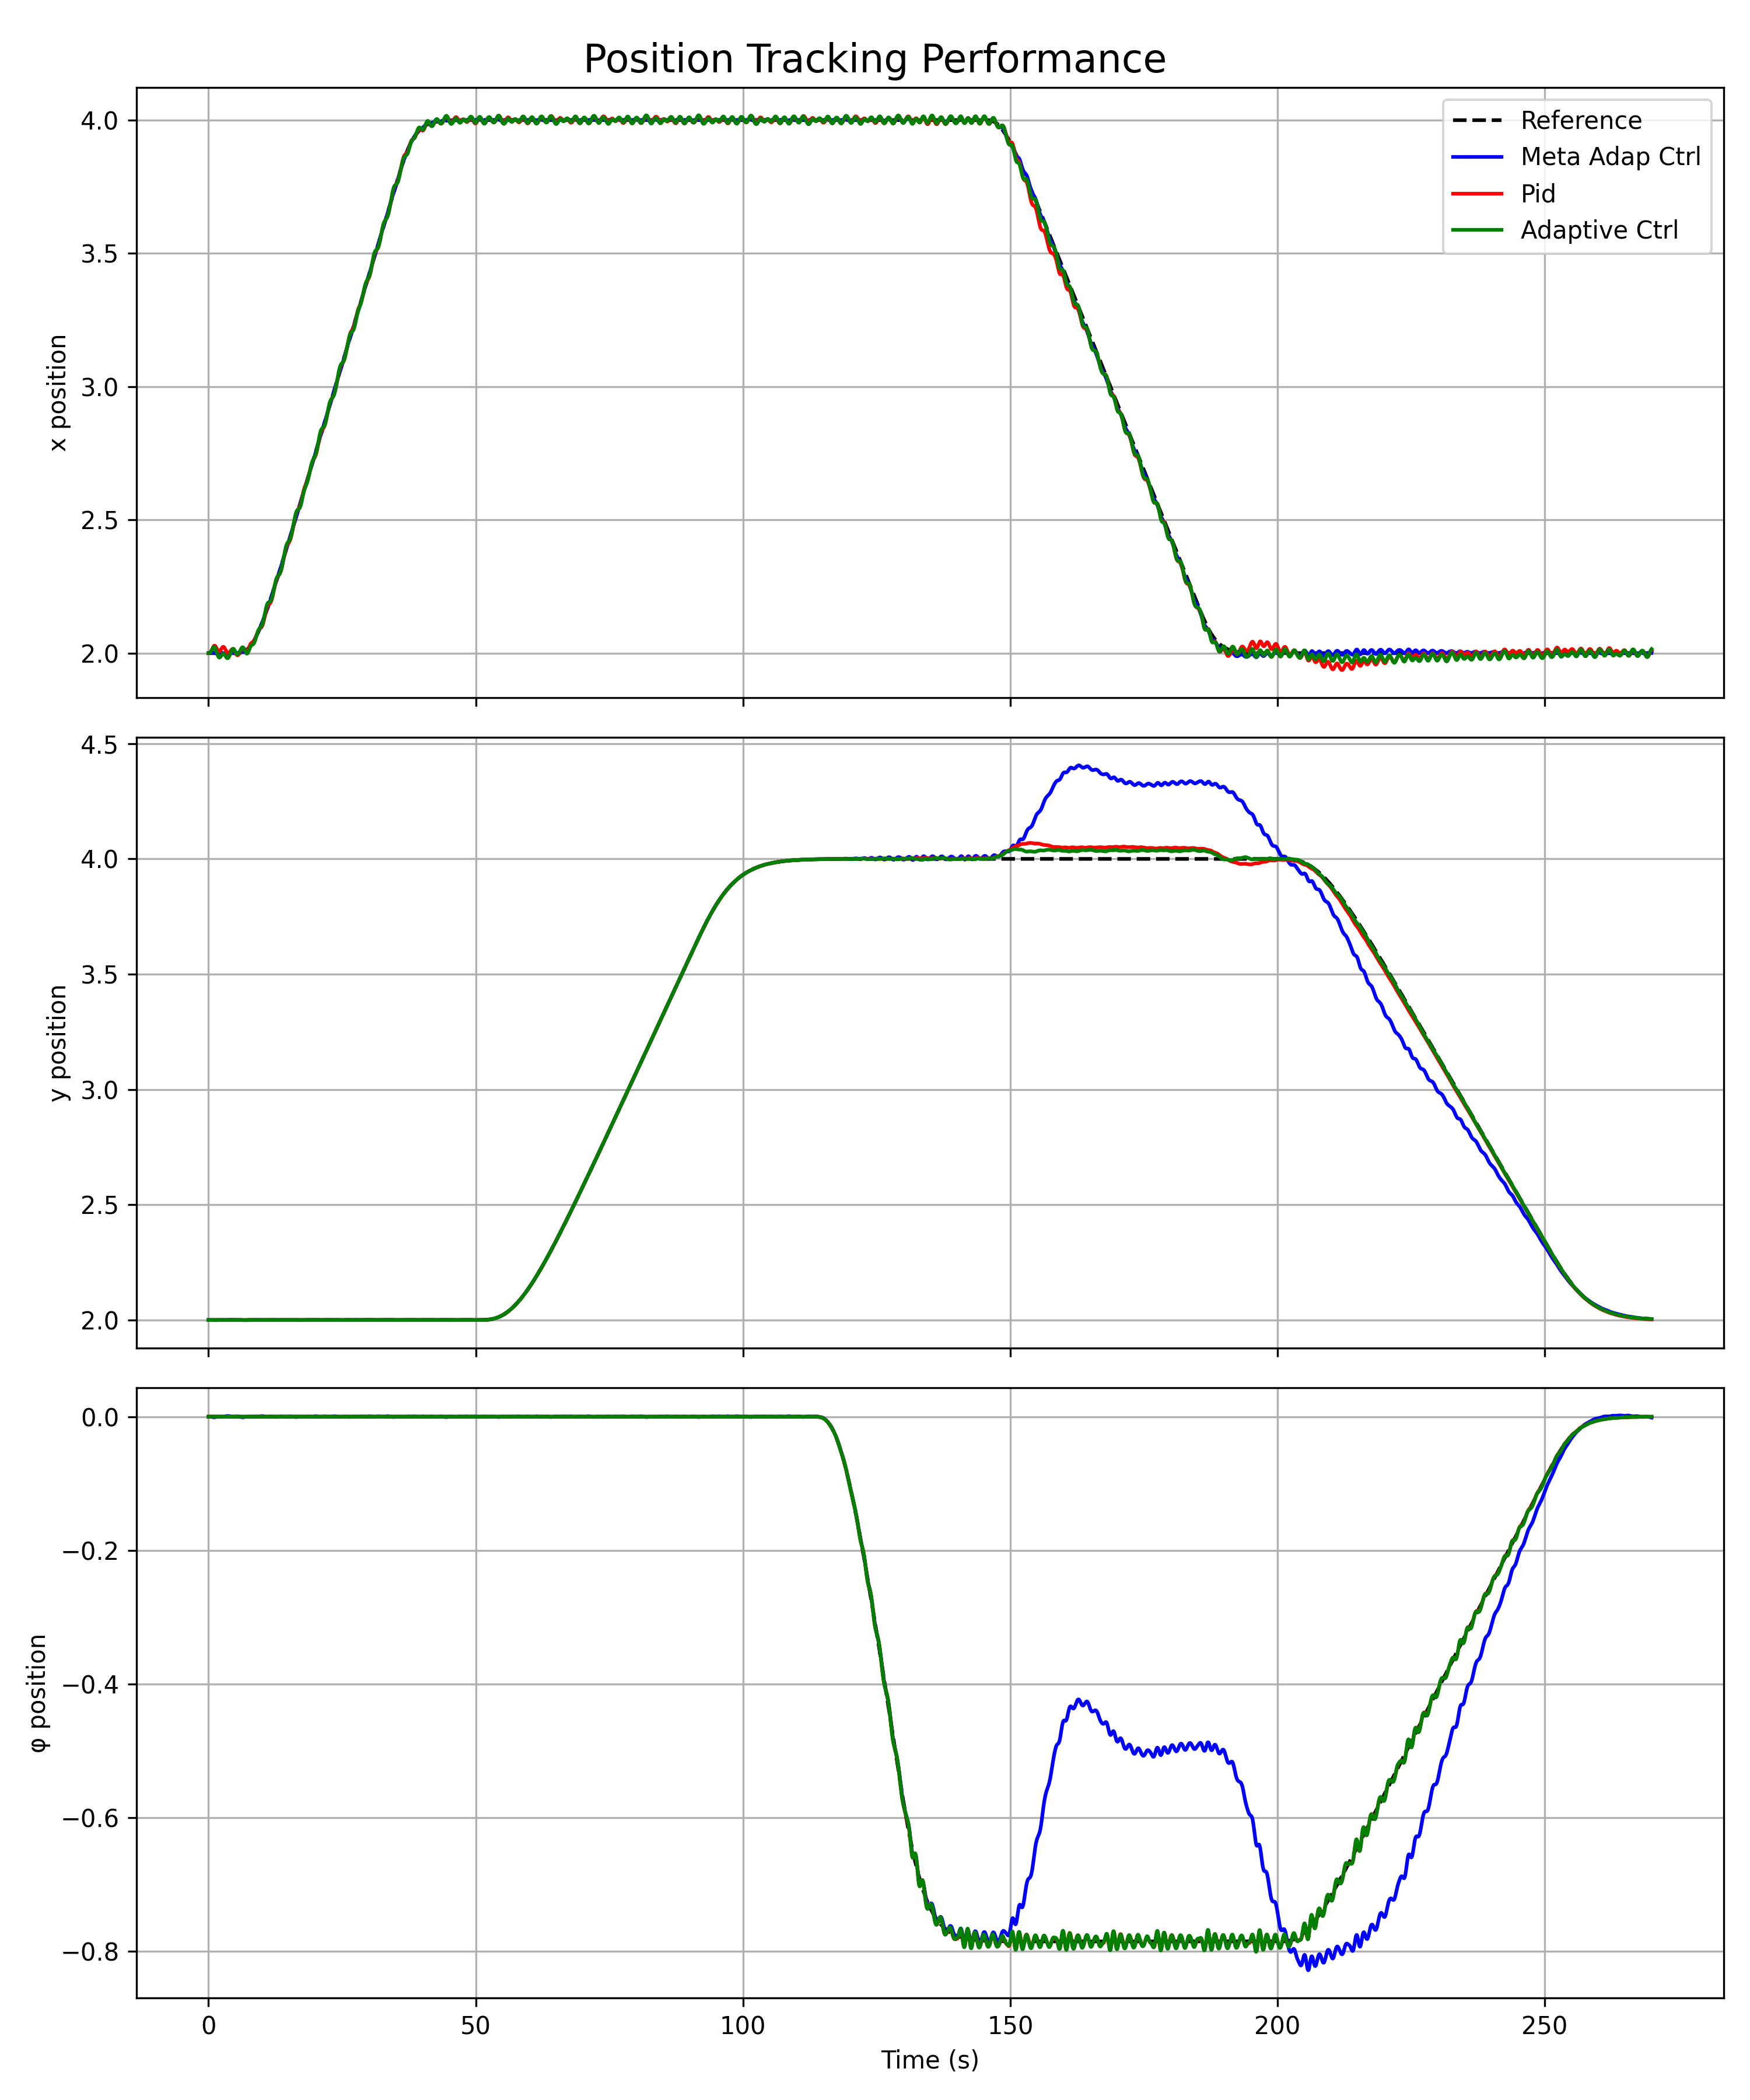 Position Tracking Performance
4.0
3.5
3.0
2.5
2.0
x position
Reference
Meta Adap Ctrl
Pid
Adaptive Ctrl
4.5
4.0
3.5
3.0
2.5
2.0
y position
0.0
−0.2
−0.4
−0.6
−0.8
φ position
0 50 100 150 200 250
Time (s)